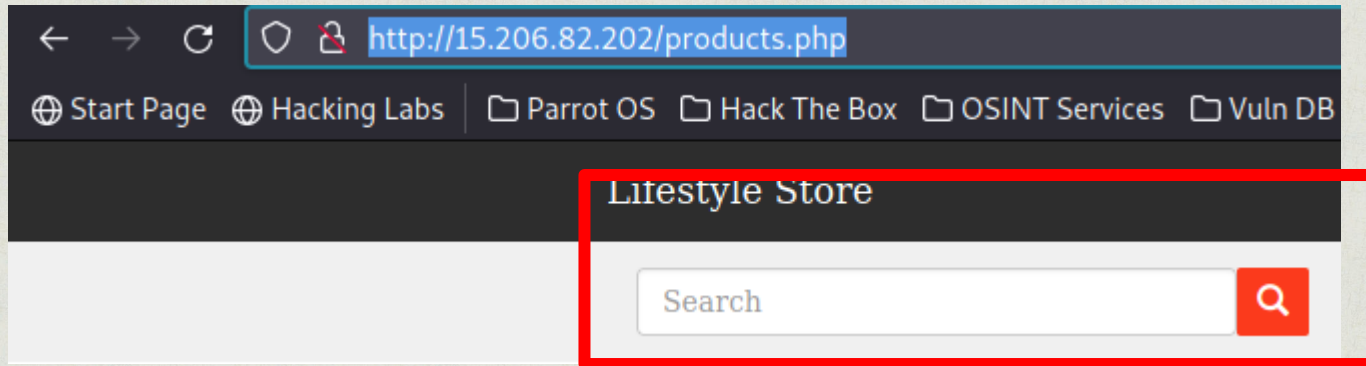 http://15.206.82.202/products.php
Start Page Hacking Labs Parrot OS Hack The Box OSINT Services Vuln DB
Lifestyle Store
Search